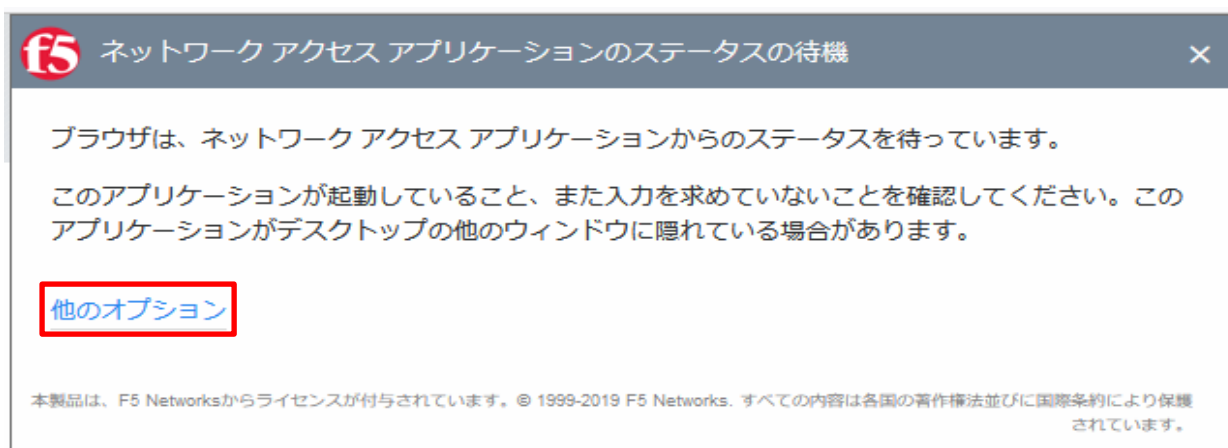 f5 ネットワーク アクセス アプリケーションのステータスの待機 ×
ブラウザは、ネットワーク アクセス アプリケーションからのステータスを待っています。
このアプリケーションが起動していること、また入力を求めていないことを確認してください。この
アプリケーションがデスクトップの他のウィンドウに隠れている場合があります。
他のオプション
本製品は、F5 Networksからライセンスが付与されています。© 1999-2019 F5 Networks. すべての内容は各国の著作権法並びに国際条約により保護
されています。